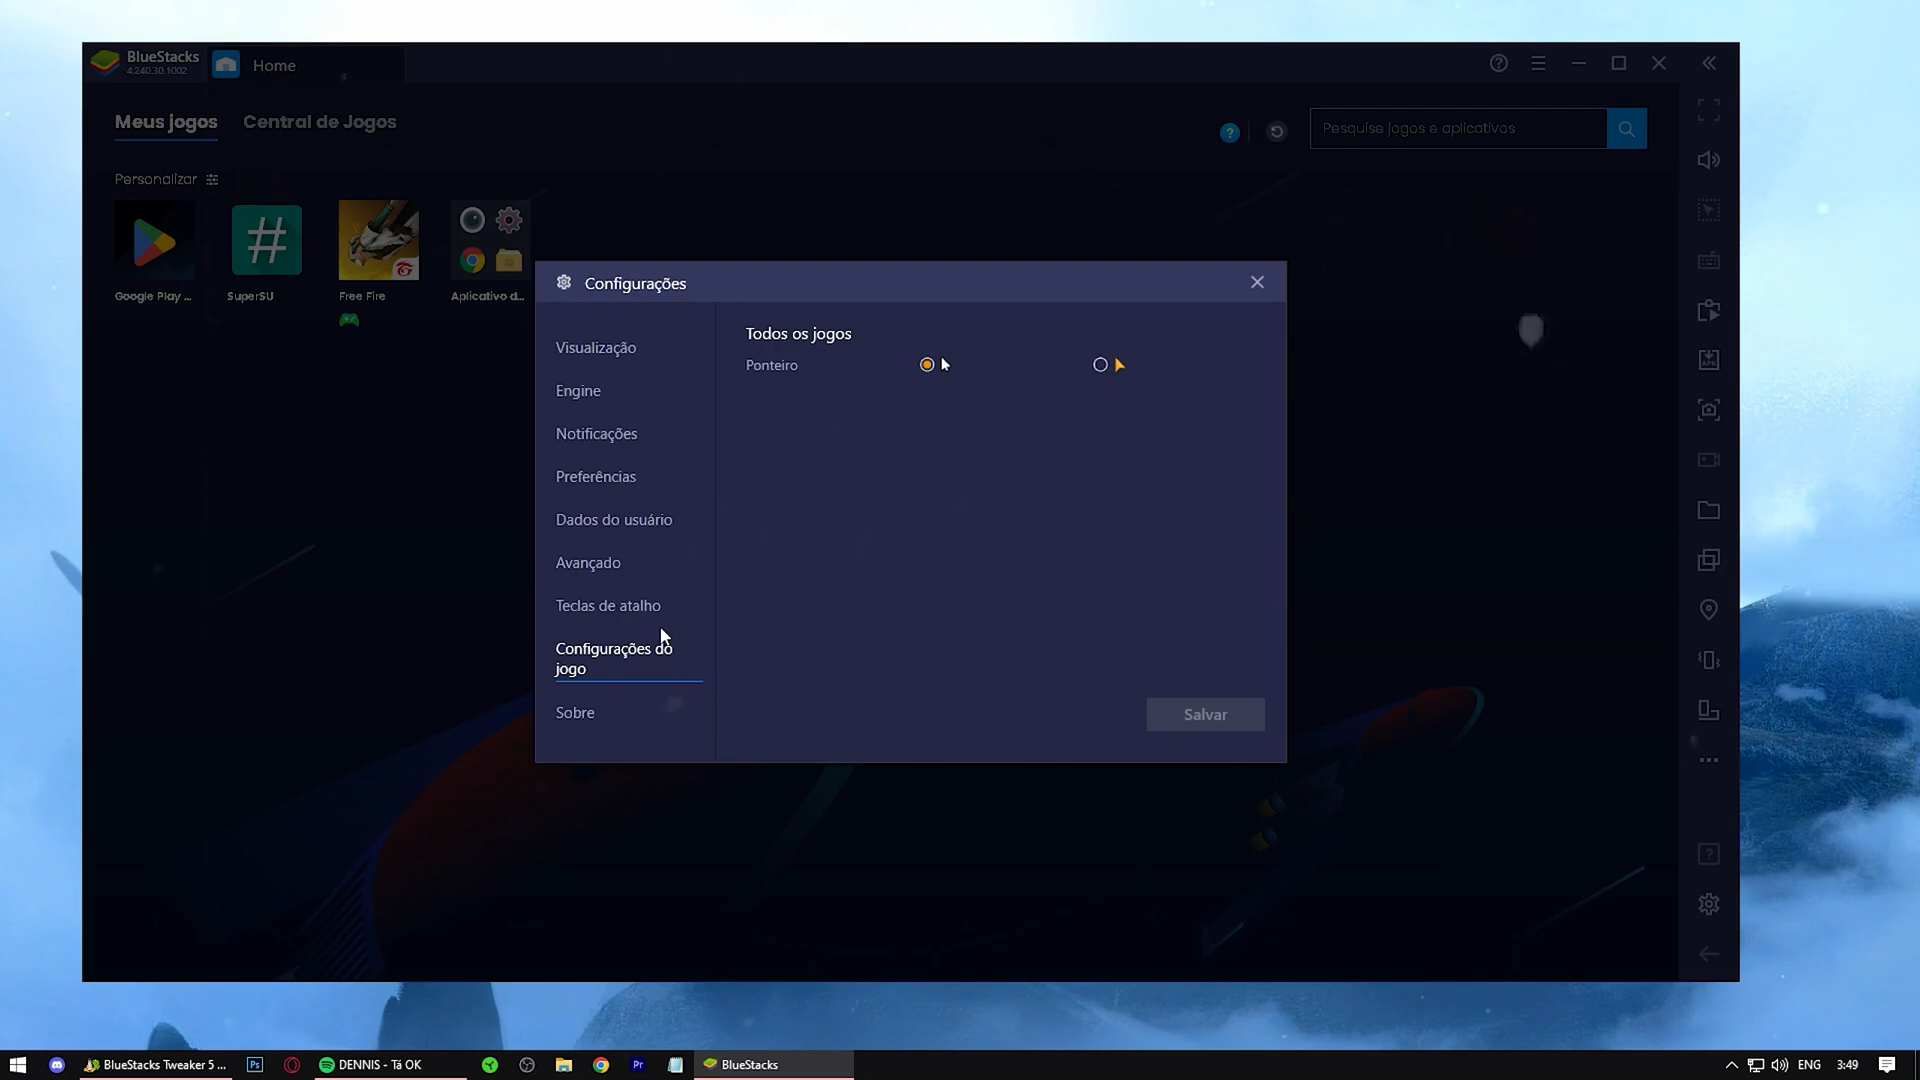 BlueStacks
4.240.30.1002
Home
Meus jogos
Central de Jogos
Pesquise jogos e aplicativos
Personalizar
Google Play ...
SuperSU
Free Fire
Aplicativo d...
Configurações
Visualização
Engine
Notificações
Preferências
Dados do usuário
Avançado
Teclas de atalho
Configurações do
jogo
Sobre
Todos os jogos
Ponteiro
Salvar
BlueStacks Tweaker 5 ...
Ps
DENNIS - Tá OK
Pr
BlueStacks
ENG
3:49